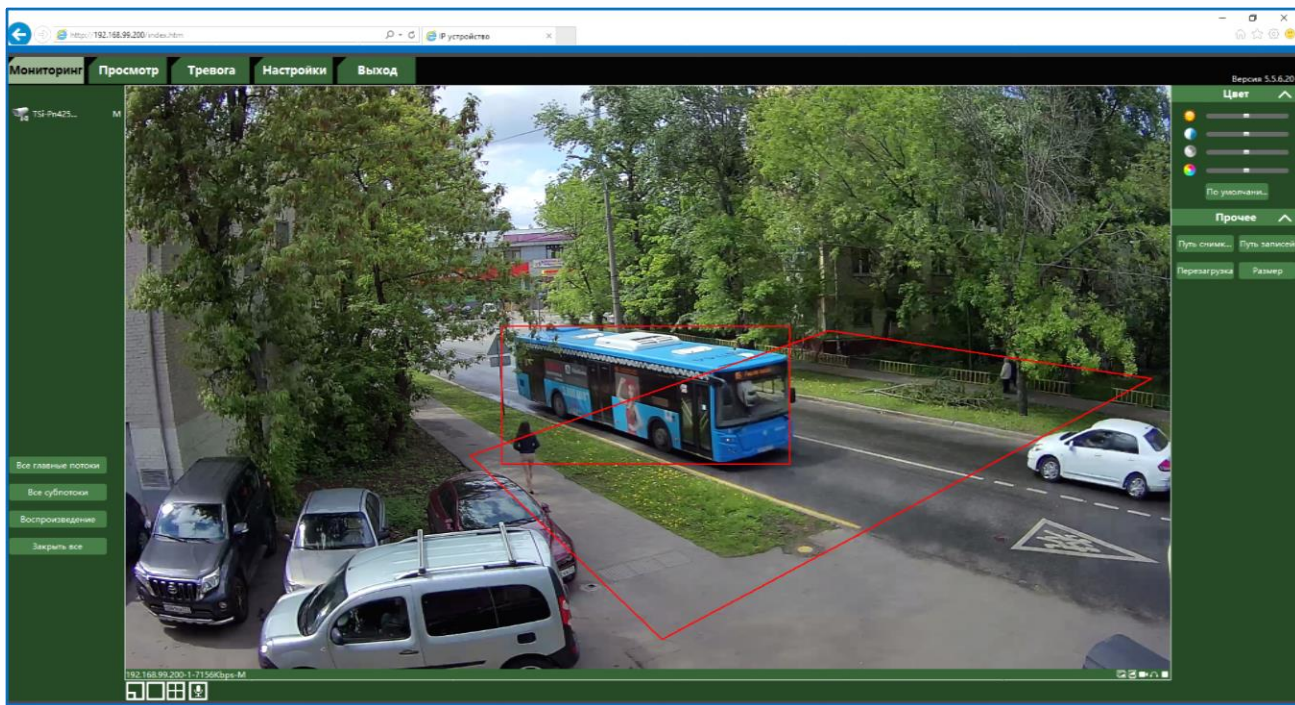 http://192.168.99.200/index.htm
IP устройство
Мониторинг Просмотр Тревога Настройки Выход
Версия 5.5.6.20
TSi-Pn425... M
Цвет
По умолчани...
Прочее
Путь снимк... Путь записей
Перезагрузка Размер
Все главные потоки
Все субпотоки
Воспроизведение
Закрыть все
192.168.99.200-1-7156Kbps-M